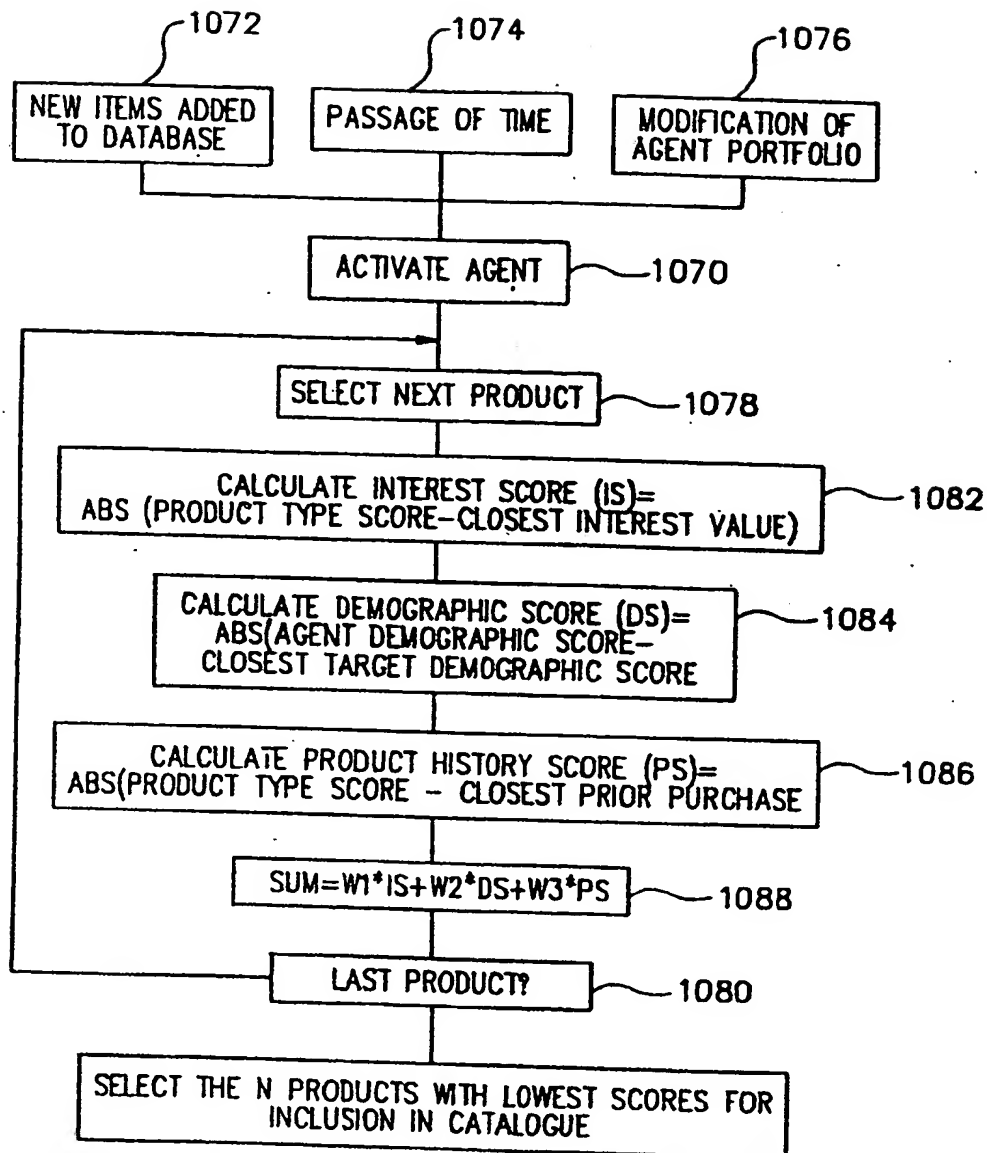 1072
1074
1076
NEW ITEMS ADDED
TO DATABASE
PASSAGE OF TIME
MODIFICATION OF
AGENT PORTFOLIO
ACTIVATE AGENT
1070
SELECT NEXT PRODUCT
1078
CALCULATE INTEREST SCORE (IS)=
ABS (PRODUCT TYPE SCORE-CLOSEST INTEREST VALUE)
1082
CALCULATE DEMOGRAPHIC SCORE (DS)=
ABS(AGENT DEMOGRAPHIC SCORE-
CLOSEST TARGET DEMOGRAPHIC SCORE
1084
CALCULATE PRODUCT HISTORY SCORE (PS)=
ABS(PRODUCT TYPE SCORE - CLOSEST PRIOR PURCHASE
1086
SUM=W1*IS+W2*DS+W3*PS
1088
LAST PRODUCT?
1080
SELECT THE N PRODUCTS WITH LOWEST SCORES FOR
INCLUSION IN CATALOGUE